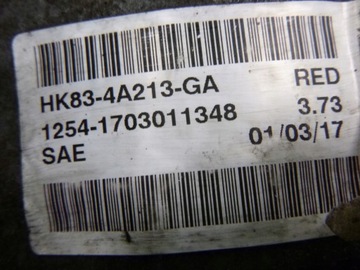 HK83-4A213-GA RED
1254-1703011348 3.73
SAE 01/03/17